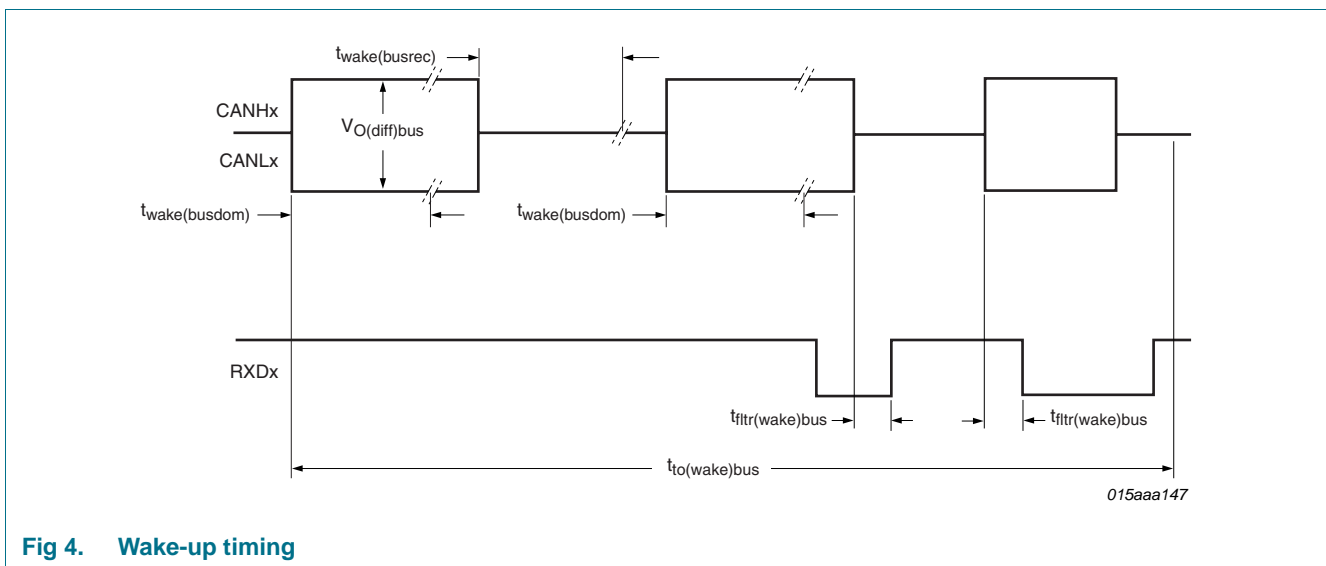 twake(busrec)
CANHx
VO(diff)bus
CANLx
twake(busdom)
twake(busdom)
RXDx
tfltr(wake)bus
tfltr(wake)bus
tto(wake)bus
015aaa147
Fig 4. Wake-up timing